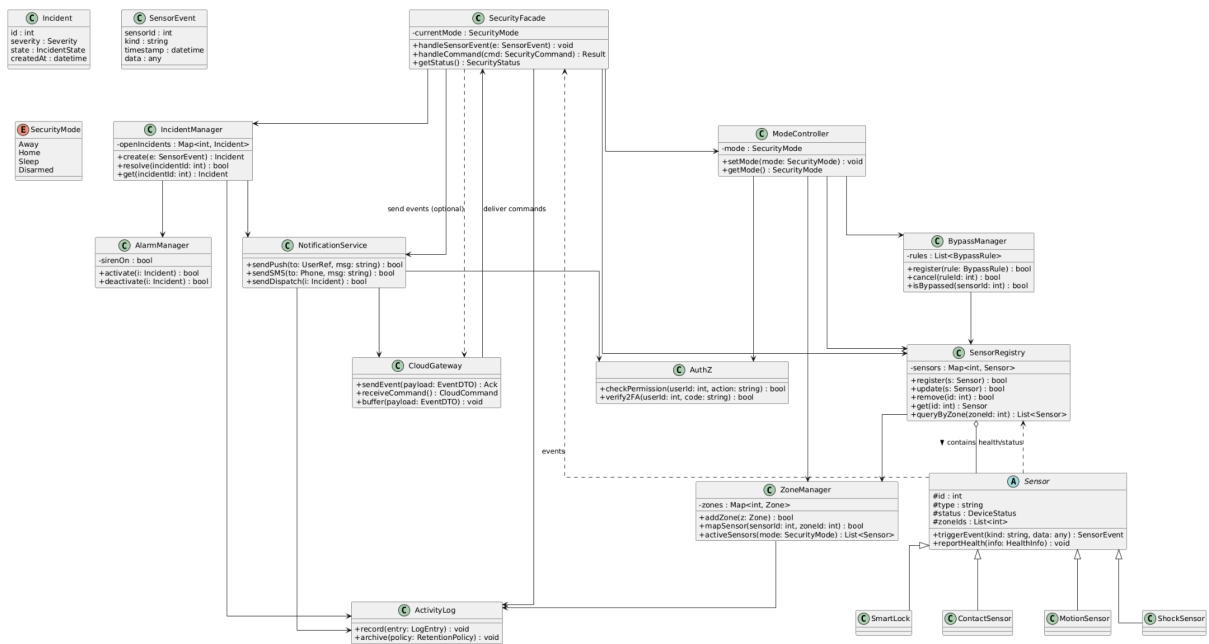 C Incident
id : int
severity : Severity
state : IncidentState
createdAt : datetime
C SensorEvent
sensorId : int
kind : string
timestamp : datetime
data : any
C SecurityFacade
-currentMode : SecurityMode
+handleSensorEvent(e: SensorEvent) : void
+handleCommand(cmd: SecurityCommand) : Result
+getStatus() : SecurityStatus
E SecurityMode
Away
Home
Sleep
Disarmed
C IncidentManager
-openIncidents : Map<int, Incident>
+create(e: SensorEvent) : Incident
+resolve(incidentId: int) : bool
+get(incidentId: int) : Incident
C ModeController
-mode : SecurityMode
+setMode(mode: SecurityMode) : void
+getMode() : SecurityMode
send events (optional)
deliver commands
C AlarmManager
-sirenOn : bool
+activate(i: Incident) : bool
+deactivate(i: Incident) : bool
C NotificationService
+sendPush(to: UserRef, msg: string) : bool
+sendSMS(to: Phone, msg: string) : bool
+sendDispatch(i: Incident) : bool
C BypassManager
-rules : List<BypassRule>
+register(rule: BypassRule) : bool
+cancel(ruleId: int) : bool
+isBypassed(sensorId: int) : bool
C CloudGateway
+sendEvent(payload: EventDTO) : Ack
+receiveCommand() : CloudCommand
+buffer(payload: EventDTO) : void
C AuthZ
+checkPermission(userId: int, action: string) : bool
+verify2FA(userId: int, code: string) : bool
C SensorRegistry
-sensors : Map<int, Sensor>
+register(s: Sensor) : bool
+update(s: Sensor) : bool
+remove(id: int) : bool
+get(id: int) : Sensor
+queryByZone(zoneId: int) : List<Sensor>
events
contains
health/status
C ZoneManager
-zones : Map<int, Zone>
+addZone(z: Zone) : bool
+mapSensor(sensorId: int, zoneId: int) : bool
+activeSensors(mode: SecurityMode) : List<Sensor>
A Sensor
#id : int
#type : string
#status : DeviceStatus
#zoneIds : List<int>
+triggerEvent(kind: string, data: any) : SensorEvent
+reportHealth(info: HealthInfo) : void
C ActivityLog
+record(entry: LogEntry) : void
+archive(policy: RetentionPolicy) : void
C SmartLock
C ContactSensor
C MotionSensor
C ShockSensor